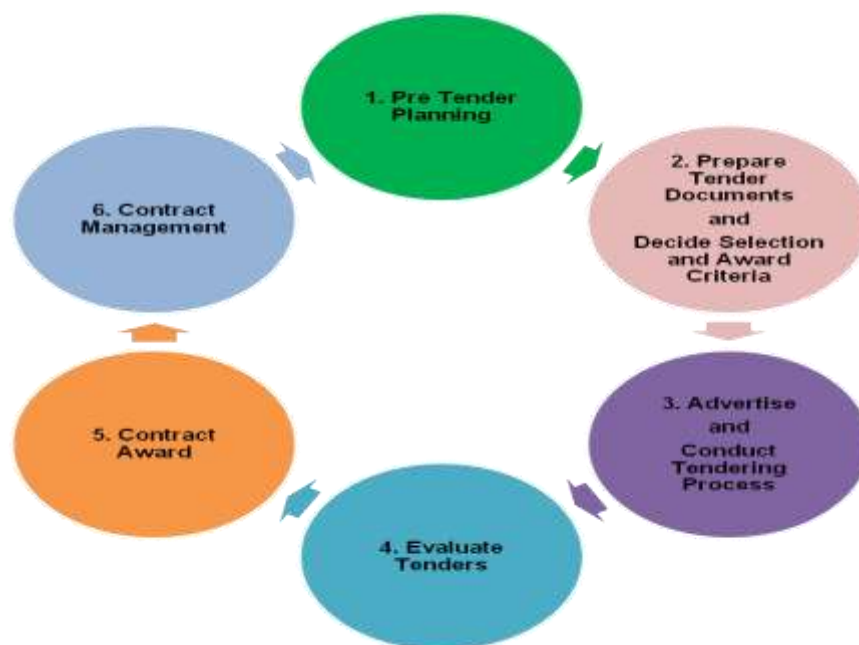 1. Pre Tender
Planning
2. Prepare
Tender
Documents
and
Decide Selection
and Award
Criteria
3. Advertise
and
Conduct
Tendering
Process
4. Evaluate
Tenders
5. Contract
Award
6. Contract
Management